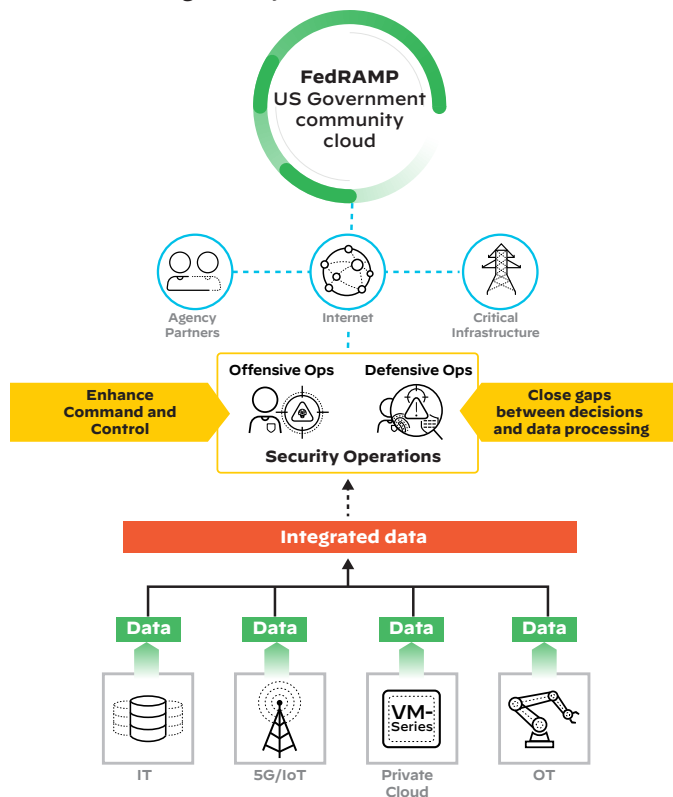 FedRAMP
US Government
community
cloud
Agency
Partners
Internet
Critical
Infrastructure
Offensive Ops
Defensive Ops
Enhance
Command and
Control
Close gaps
between decisions
and data processing
Security Operations
Integrated data
Data
Data
Data
Data
VM-
Series
IT
5G/IoT
Private
Cloud
OT